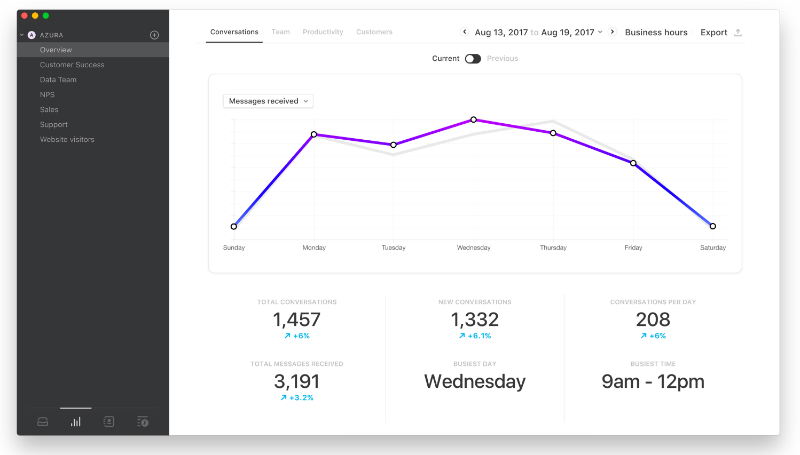 AZURA
Overview
Customer Success
Data Team
NPS
Sales
Support
Website visitors
Conversations Team Productivity Customers
Aug 13, 2017 to Aug 19, 2017
Business hours
Export
Current Previous
Messages received
Sunday Monday Tuesday Wednesday Thursday Friday Saturday
TOTAL CONVERSATIONS
1,457
+6%
NEW CONVERSATIONS
1,332
+6.1%
CONVERSATIONS PER DAY
208
+6%
TOTAL MESSAGES RECEIVED
3,191
+3.2%
BUSIEST DAY
Wednesday
BUSIEST TIME
9am - 12pm